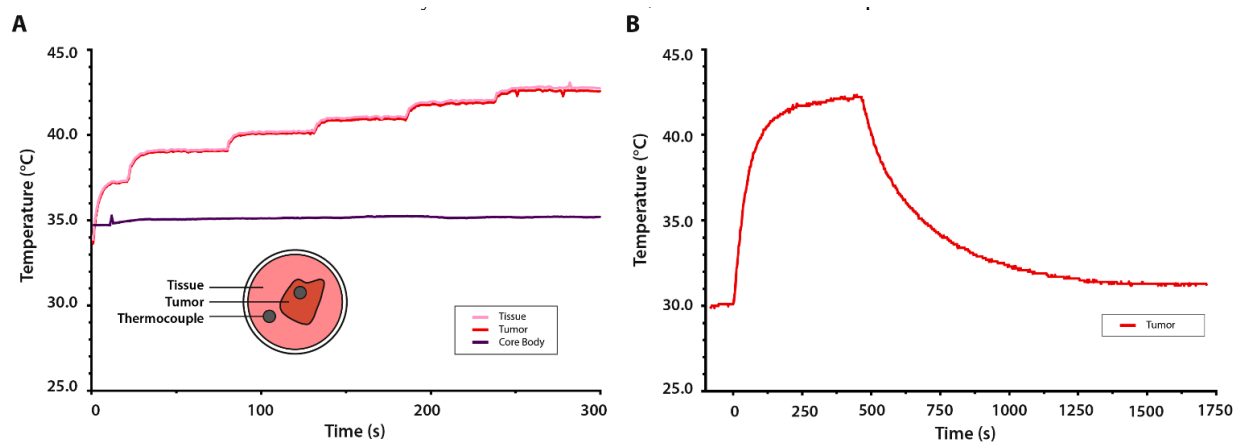 A
45.0
40.0
35.0
30.0
25.0
Temperature (°C)
0
100
200
300
Time (s)
Tissue
Tumor
Thermocouple
Tissue
Tumor
Core Body
B
45.0
40.0
35.0
30.0
25.0
Temperature (°C)
0
250
500
750
1000
1250
1500
1750
Time (s)
Tumor